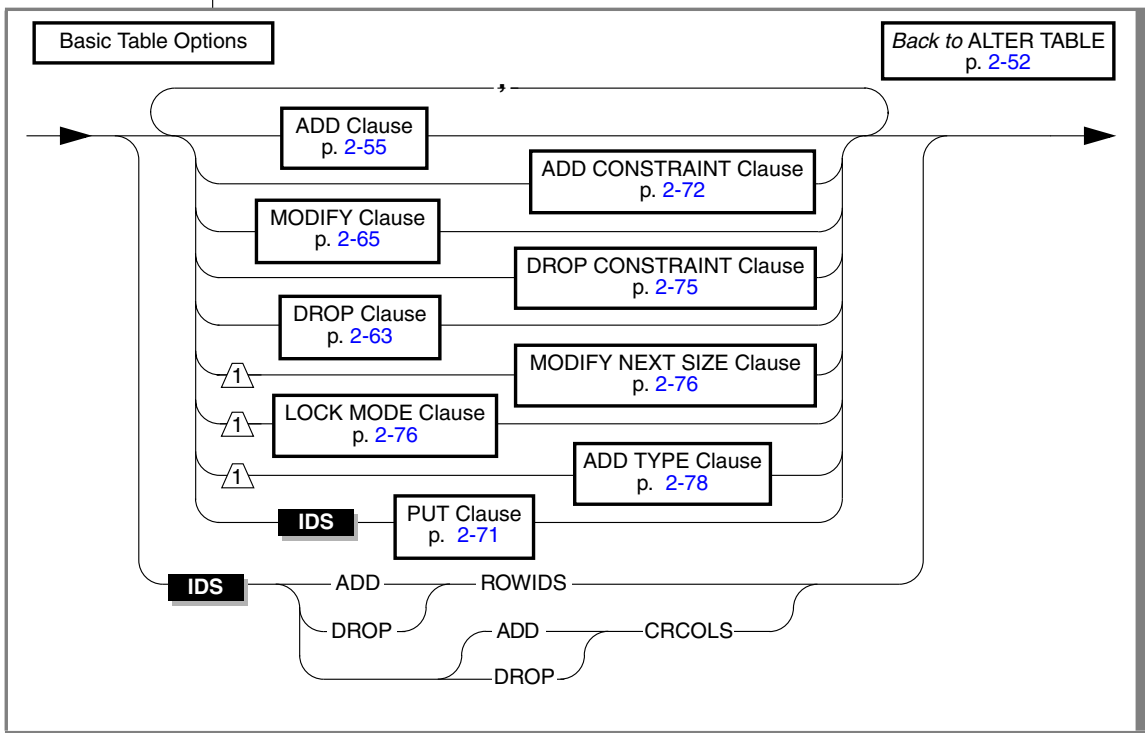 Basic Table Options
Back to ALTER TABLE
p. 2-52
,
ADD Clause
p. 2-55
ADD CONSTRAINT Clause
p. 2-72
MODIFY Clause
p. 2-65
DROP CONSTRAINT Clause
p. 2-75
DROP Clause
p. 2-63
1
MODIFY NEXT SIZE Clause
p. 2-76
1
LOCK MODE Clause
p. 2-76
1
ADD TYPE Clause
p. 2-78
IDS
PUT Clause
p. 2-71
IDS
ADD
ROWIDS
DROP
ADD
CRCOLS
DROP